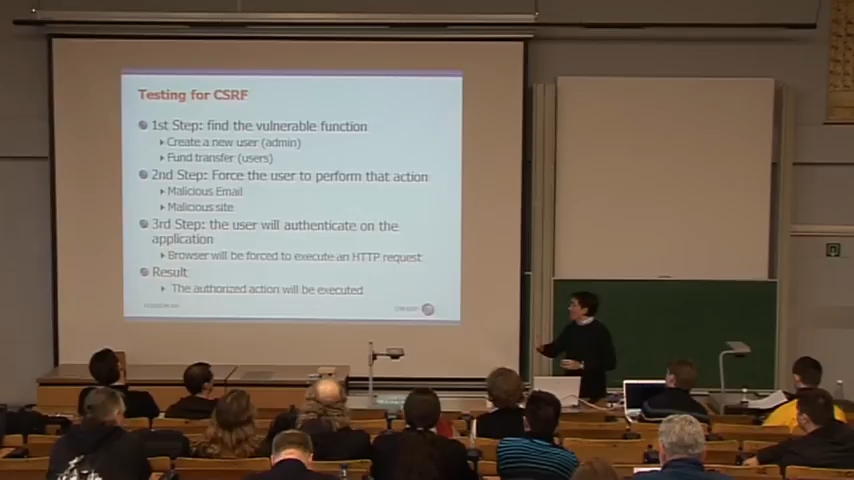 Testing for CSRF
1st Step: find the vulnerable function
Create a new user (admin)
Fund transfer (users)
2nd Step: Force the user to perform that action
Malicious Email
Malicious site
3rd Step: the user will authenticate on the
application
Browser will be forced to execute an HTTP request
Result
The authorized action will be executed